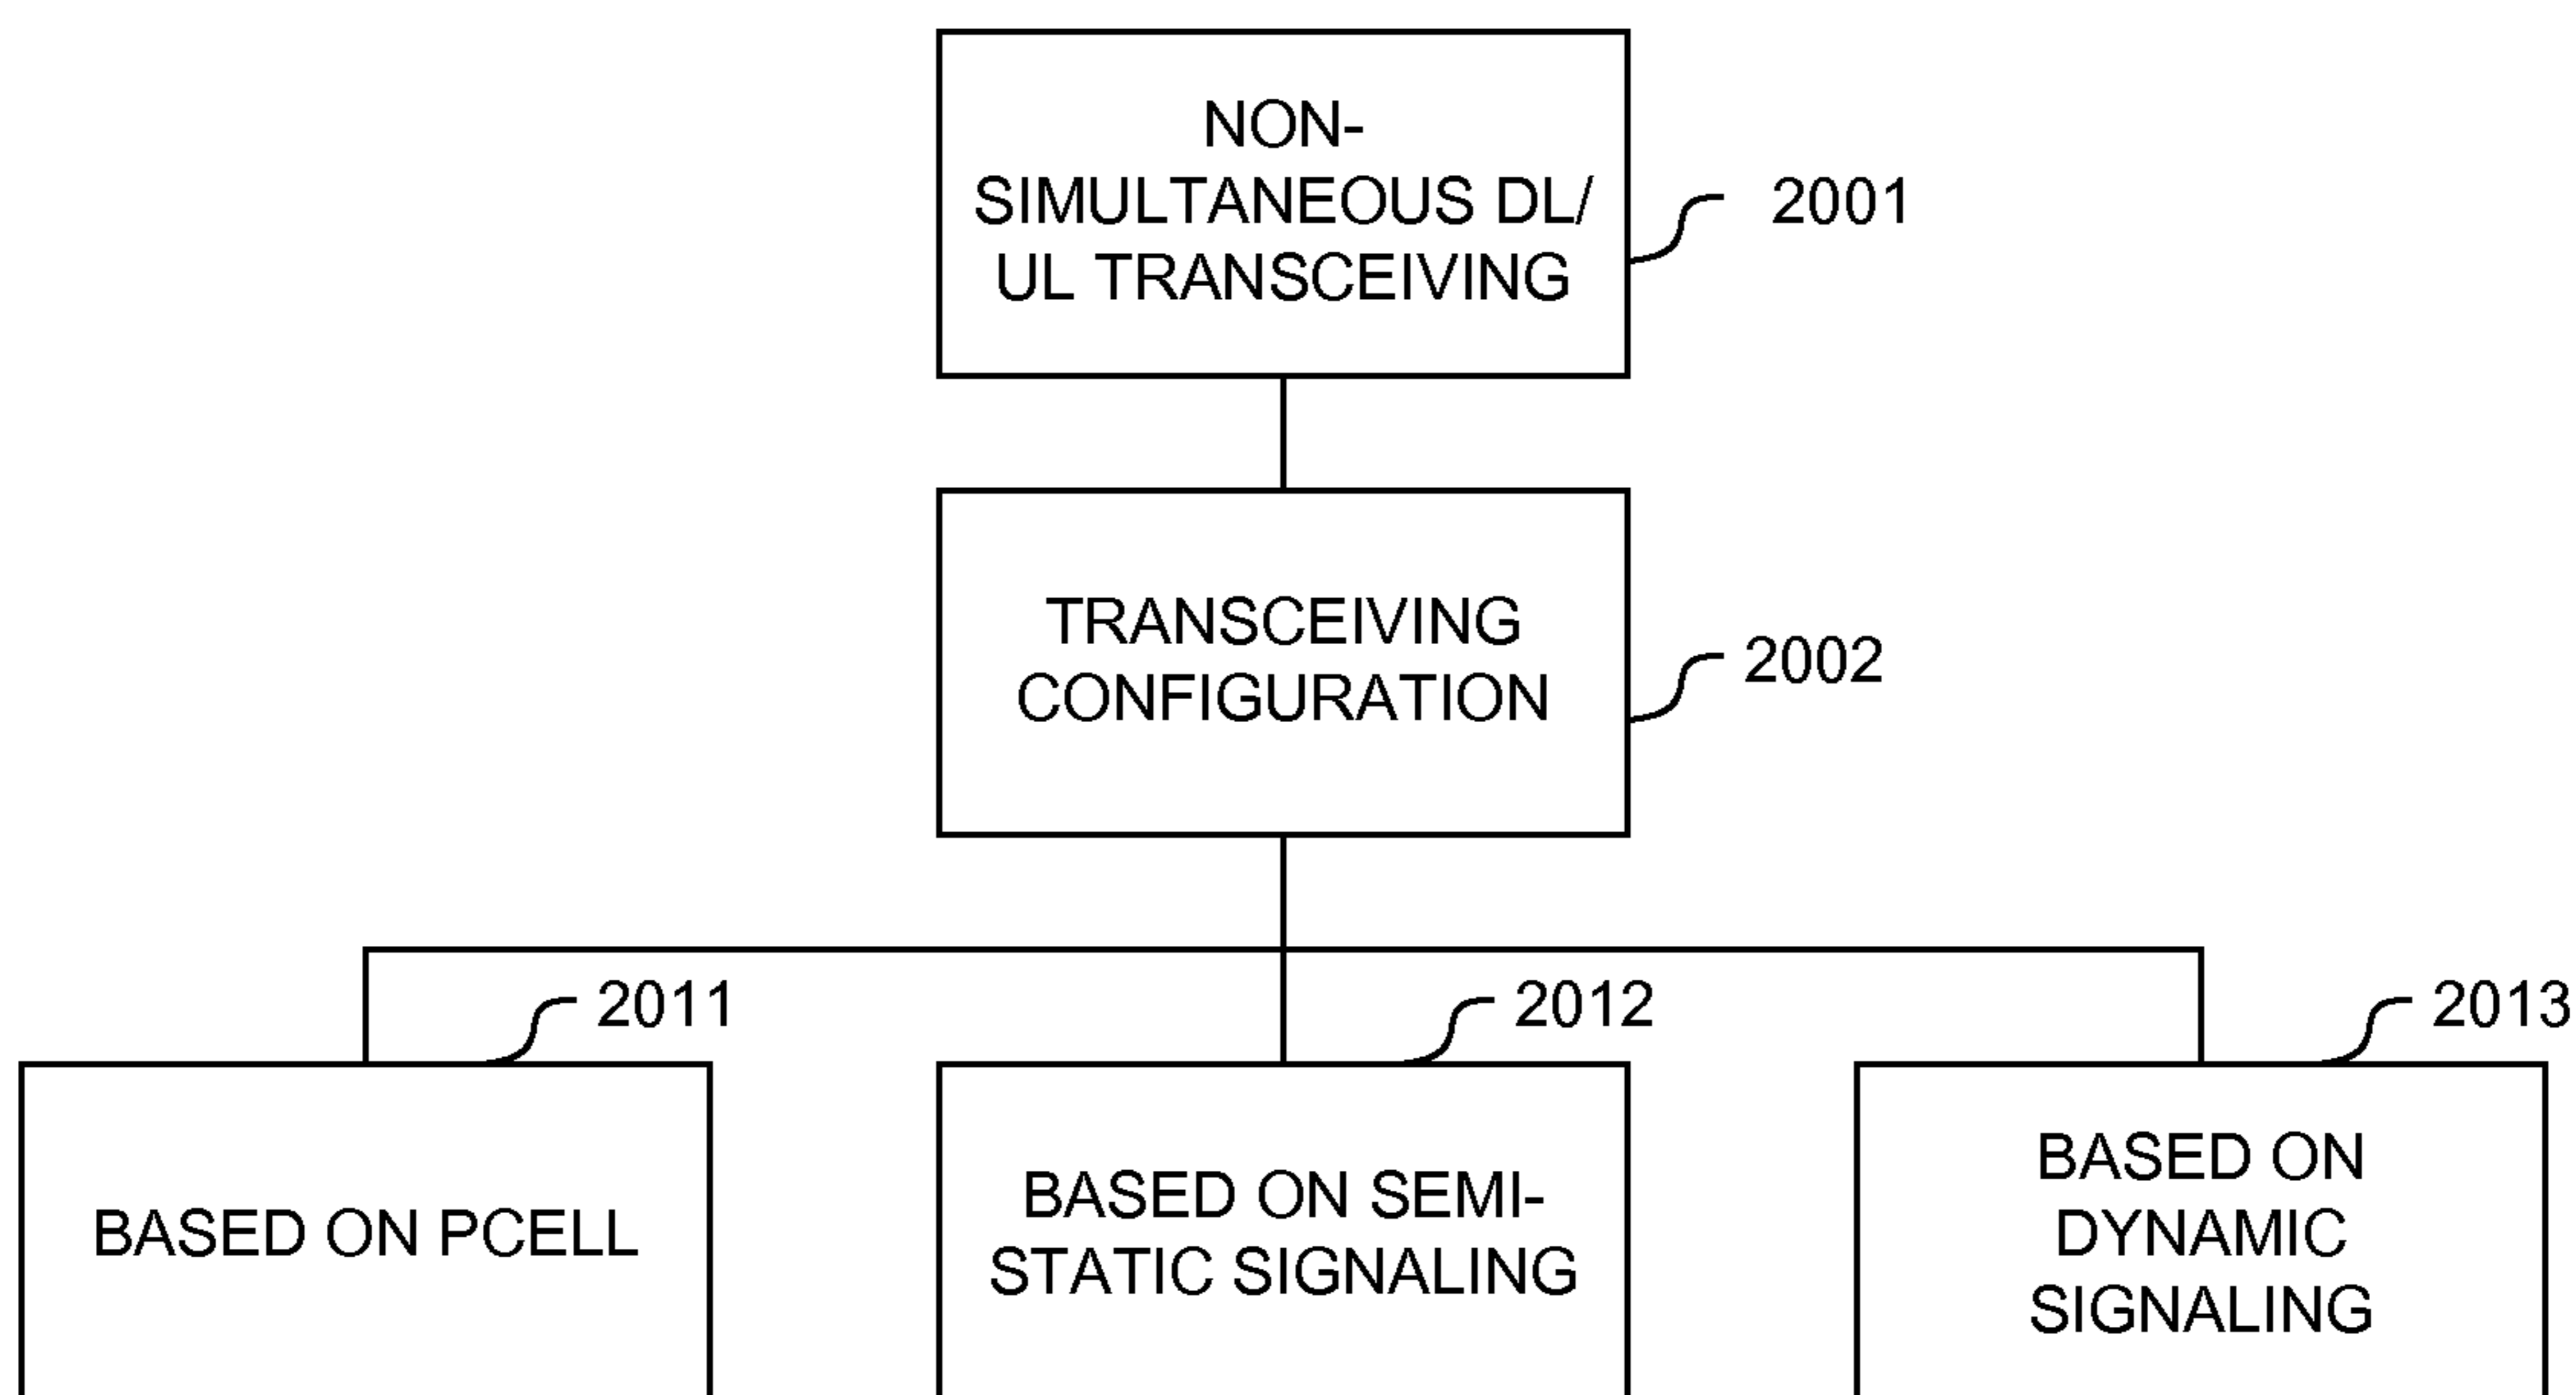 NON-
SIMULTANEOUS DL/
UL TRANSCEIVING
2001
TRANSCEIVING
CONFIGURATION
2002
2011
2012
2013
BASED ON PCELL
BASED ON SEMI-
STATIC SIGNALING
BASED ON
DYNAMIC
SIGNALING